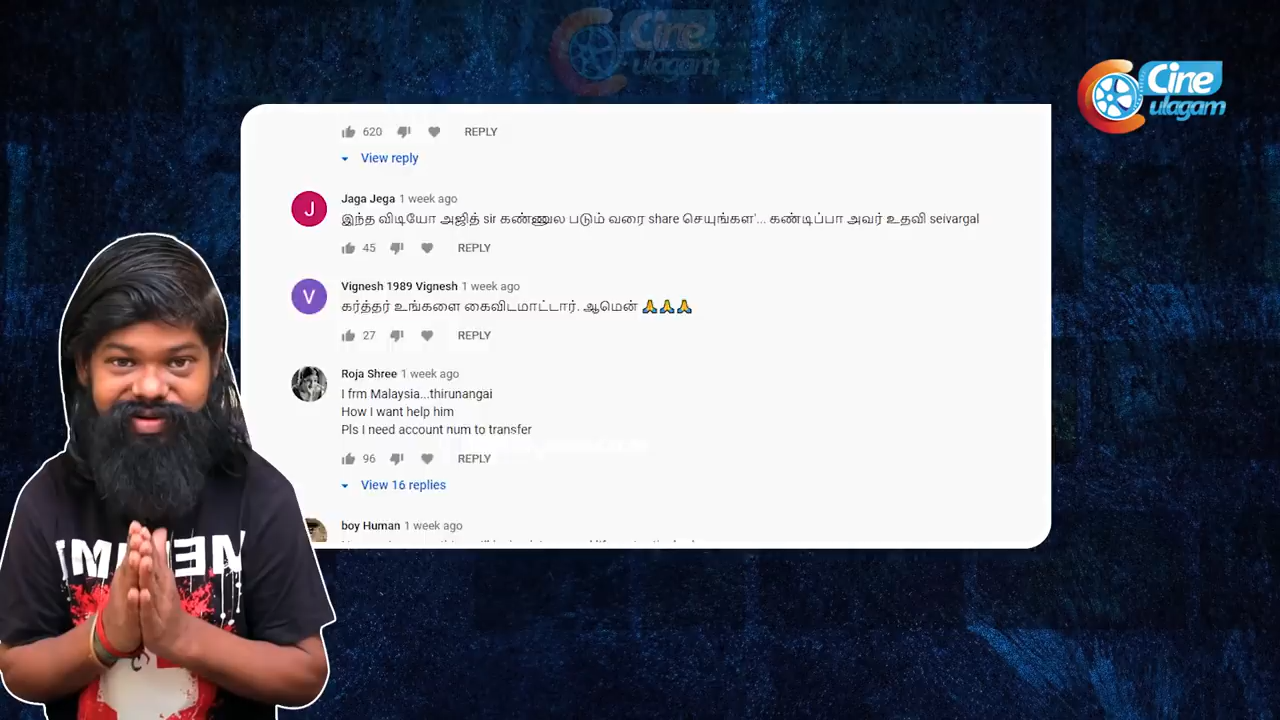 Cine
ulagam
Cine
ulagam
620 REPLY
View reply
J
Jaga Jega 1 week ago
இந்த விடியோ அஜித் sir கண்ணுல படும் வரை share செயுங்கள'... கண்டிப்பா அவர் உதவி seivargal
45 REPLY
V
Vignesh 1989 Vignesh 1 week ago
கர்த்தர் உங்களை கைவிடமாட்டார். ஆமென் 🙏🙏🙏
27 REPLY
Roja Shree 1 week ago
I frm Malaysia...thirunangai
How I want help him
Pls I need account num to transfer
96 REPLY
View 16 replies
boy Human 1 week ago